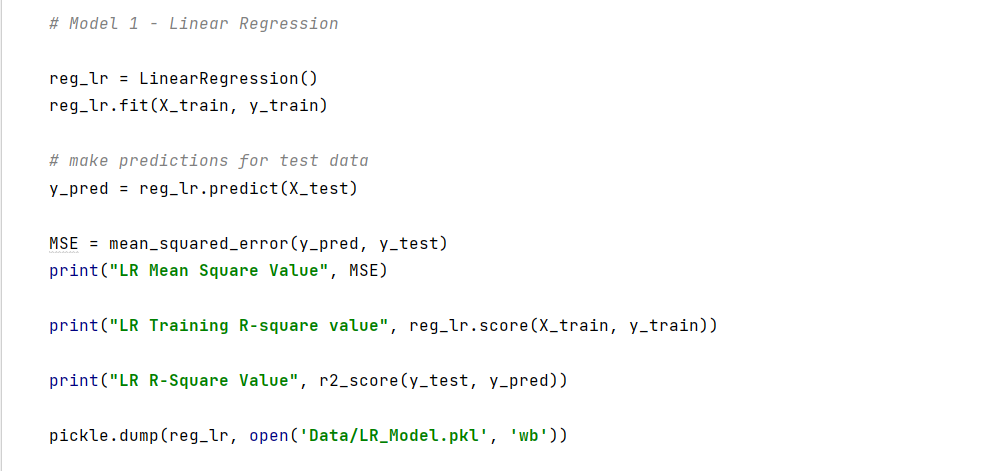 # Model 1 - Linear Regression
reg_lr = LinearRegression()
reg_lr.fit(X_train, y_train)
# make predictions for test data
y_pred = reg_lr.predict(X_test)
MSE = mean_squared_error(y_pred, y_test)
print("LR Mean Square Value", MSE)
print("LR Training R-square value", reg_lr.score(X_train, y_train))
print("LR R-Square Value", r2_score(y_test, y_pred))
pickle.dump(reg_lr, open('Data/LR_Model.pkl', 'wb'))